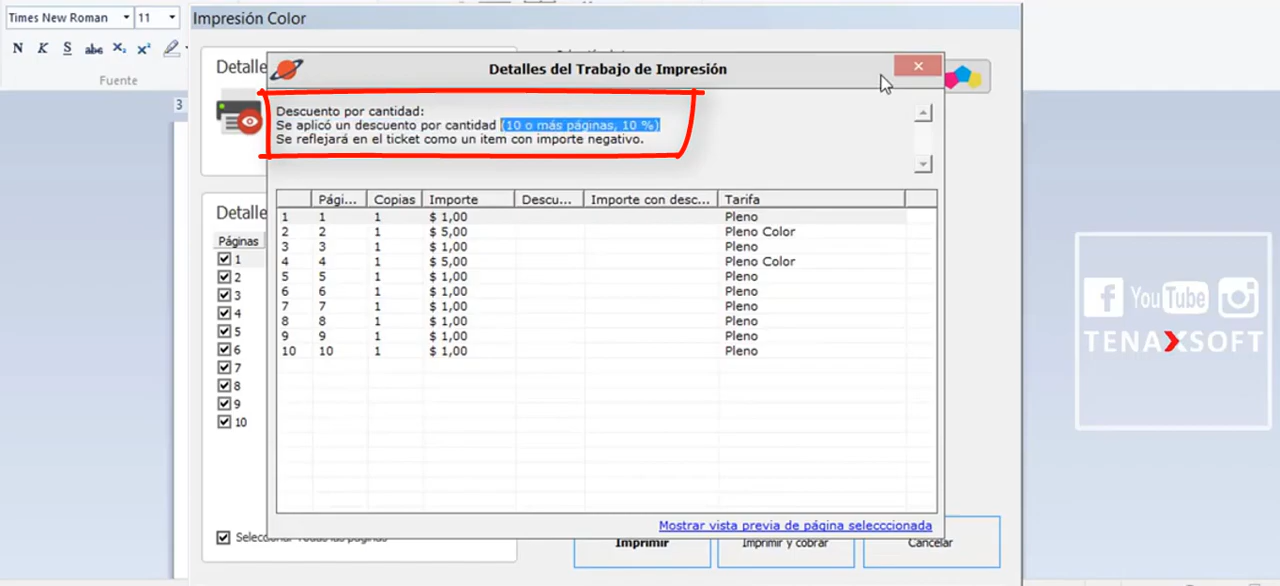 Times New Roman 11
Impresión Color
N K S abc X₂ X²
Fuente
3
Detalle
Detalles del Trabajo de Impresión
Descuento por cantidad:
Se aplicó un descuento por cantidad (10 o más páginas, 10 %)
Se reflejará en el ticket como un item con importe negativo.
Detalle
Pági... Copias Importe Descu... Importe con desc... Tarifa
1 1 1 $ 1,00 Pleno
2 2 1 $ 5,00 Pleno Color
3 3 1 $ 1,00 Pleno
4 4 1 $ 5,00 Pleno Color
5 5 1 $ 1,00 Pleno
6 6 1 $ 1,00 Pleno
7 7 1 $ 1,00 Pleno
8 8 1 $ 1,00 Pleno
9 9 1 $ 1,00 Pleno
10 10 1 $ 1,00 Pleno
Páginas
1
2
3
4
5
6
7
8
9
10
Mostrar vista previa de página selecccionada
Seleccionar Todas las páginas
Imprimir
Imprimir y cobrar
Cancelar
f YouTube
TENAXSOFT